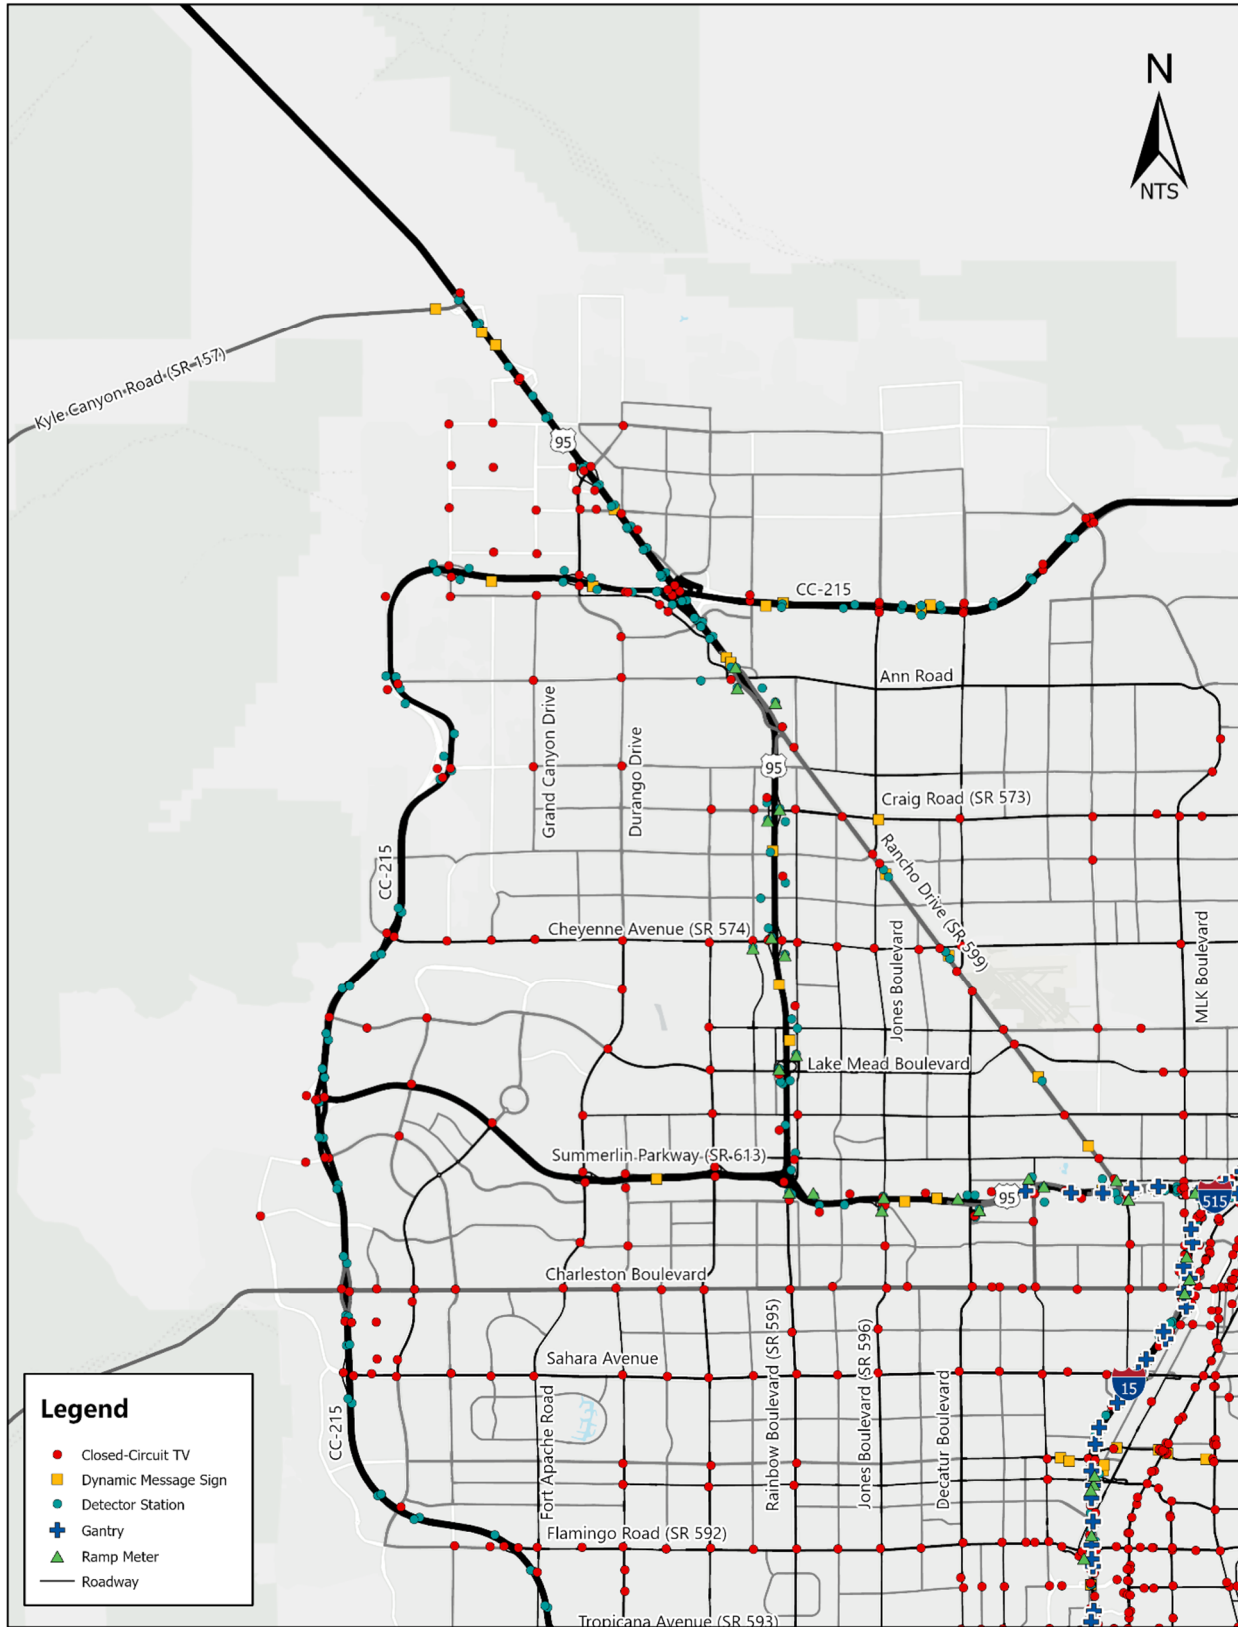 N
NTS
Kyle Canyon Road (SR 157)
95
CC-215
Ann Road
Grand Canyon Drive
Durango Drive
95
Craig Road (SR 573)
CC-215
Rancho Drive (SR 599)
Cheyenne Avenue (SR 574)
Jones Boulevard
MLK Boulevard
Lake Mead Boulevard
Summerlin Parkway (SR 613)
95
515
Charleston Boulevard
Rainbow Boulevard (SR 595)
Jones Boulevard (SR 596)
Sahara Avenue
15
Decatur Boulevard
Fort Apache Road
CC-215
Flamingo Road (SR 592)
Tropicana Avenue (SR 593)
Legend
Closed-Circuit TV
Dynamic Message Sign
Detector Station
Gantry
Ramp Meter
Roadway